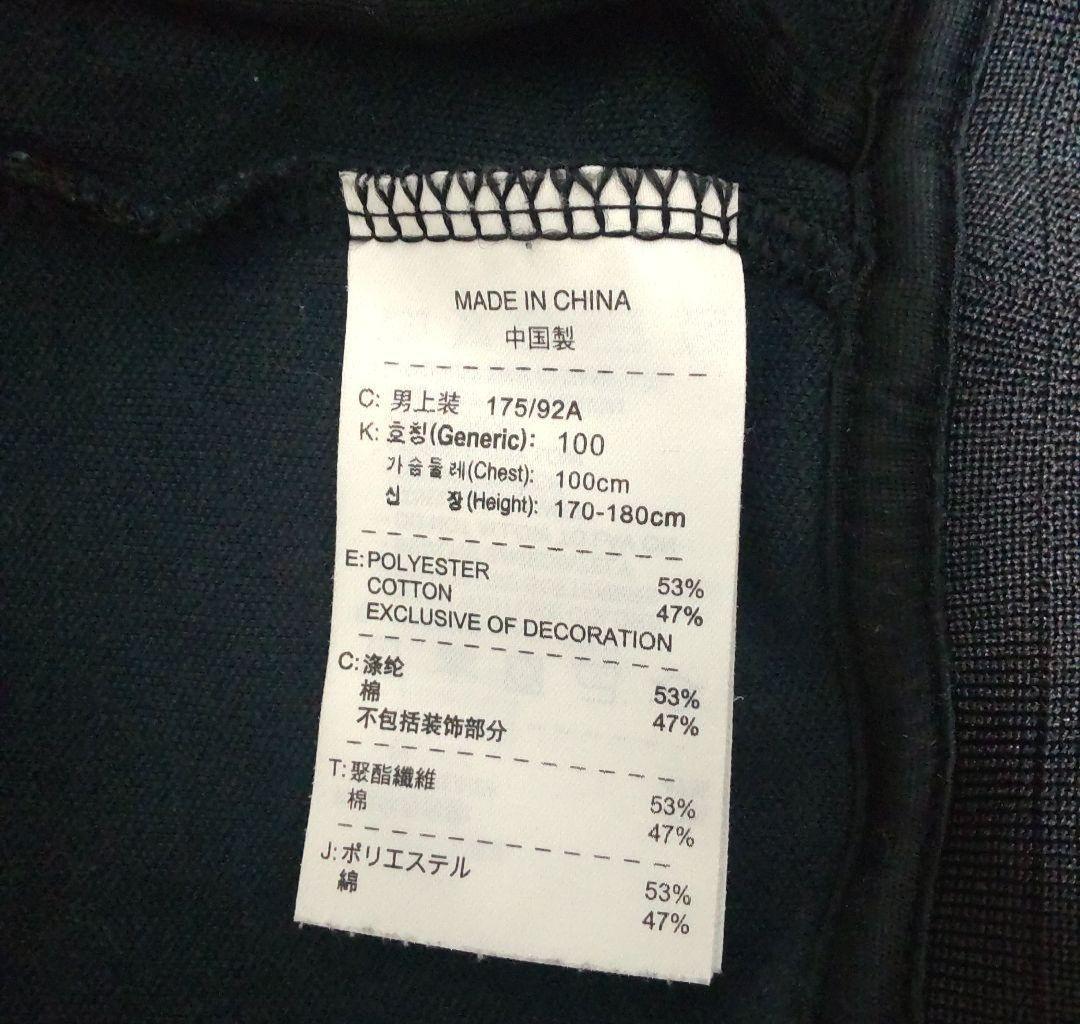 MADE IN CHINA
中国製
C: 男上装 175/92A
K: 호칭(Generic): 100
가슴둘레(Chest): 100cm
신 장(Height): 170-180cm
E: POLYESTER 53%
COTTON 47%
EXCLUSIVE OF DECORATION
C: 涤纶 53%
棉 47%
不包括装饰部分
T: 聚酯纖維 53%
棉 47%
J: ポリエステル 53%
綿 47%